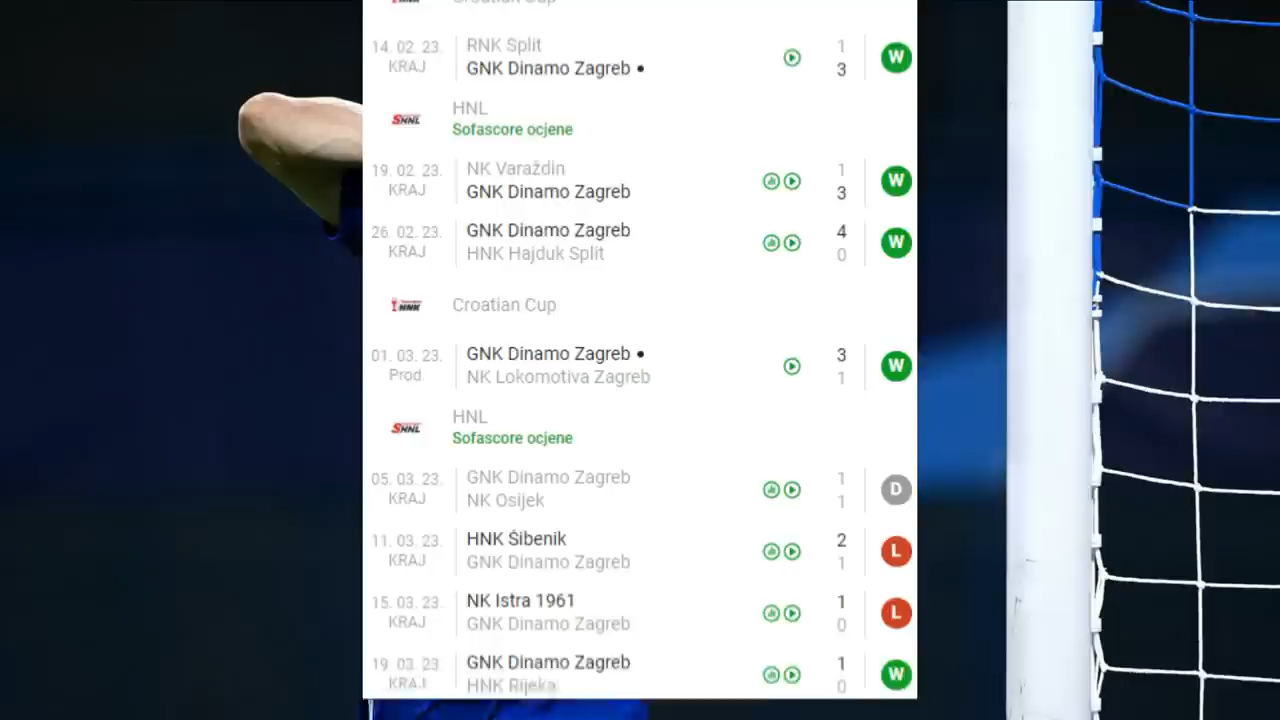 Croatian Cup
14. 02. 23. RNK Split 1
KRAJ GNK Dinamo Zagreb • 3 W
HNL
SHNL Sofascore ocjene
19. 02. 23. NK Varaždin 1
KRAJ GNK Dinamo Zagreb 3 W
26. 02. 23. GNK Dinamo Zagreb 4
KRAJ HNK Hajduk Split 0 W
Croatian Cup
01. 03. 23. GNK Dinamo Zagreb • 3
Prod. NK Lokomotiva Zagreb 1 W
HNL
SHNL Sofascore ocjene
05. 03. 23. GNK Dinamo Zagreb 1
KRAJ NK Osijek 1 D
11. 03. 23. HNK Šibenik 2
KRAJ GNK Dinamo Zagreb 1 L
15. 03. 23. NK Istra 1961 1
KRAJ GNK Dinamo Zagreb 0 L
19. 03. 23 GNK Dinamo Zagreb 1
KRAJ HNK Rijeka 0 W